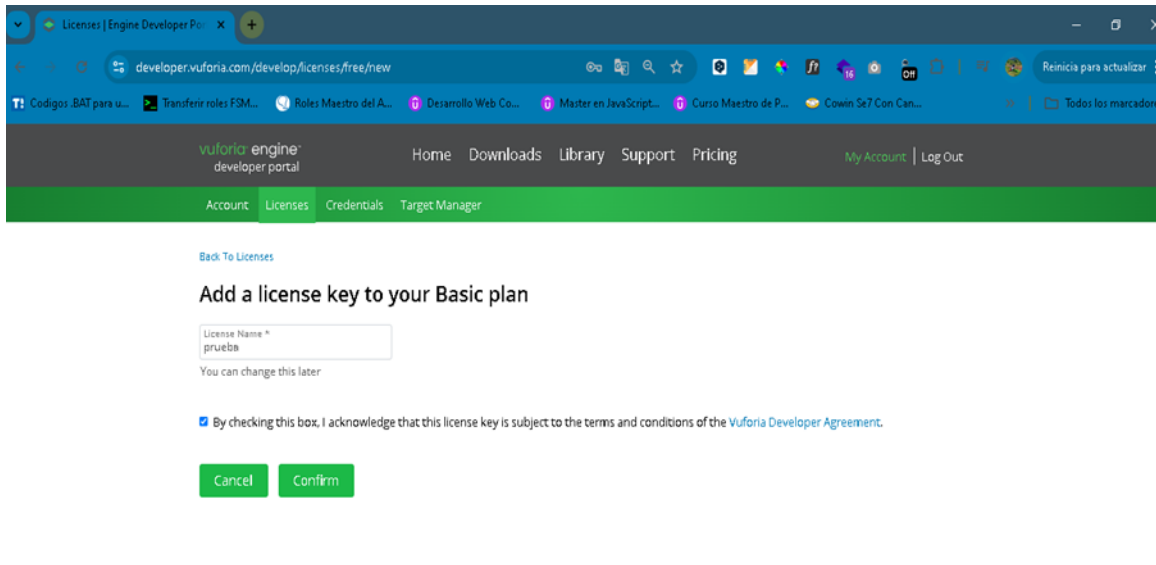 Licenses | Engine Developer Po
developer.vuforia.com/develop/licenses/free/new
Reinicia para actualizar
Codigos .BAT para u... Transferir roles FSM... Roles Maestro del A... Desarrollo Web Co... Master en JavaScript... Curso Maestro de P... Cowin Se7 Con Can... Todos los marcador
16
Off
vuforia engine
developer portal
Home Downloads Library Support Pricing
My Account | Log Out
Account Licenses Credentials Target Manager
Back To Licenses
Add a license key to your Basic plan
License Name *
prueba
You can change this later
By checking this box, I acknowledge that this license key is subject to the terms and conditions of the Vuforia Developer Agreement.
Cancel Confirm